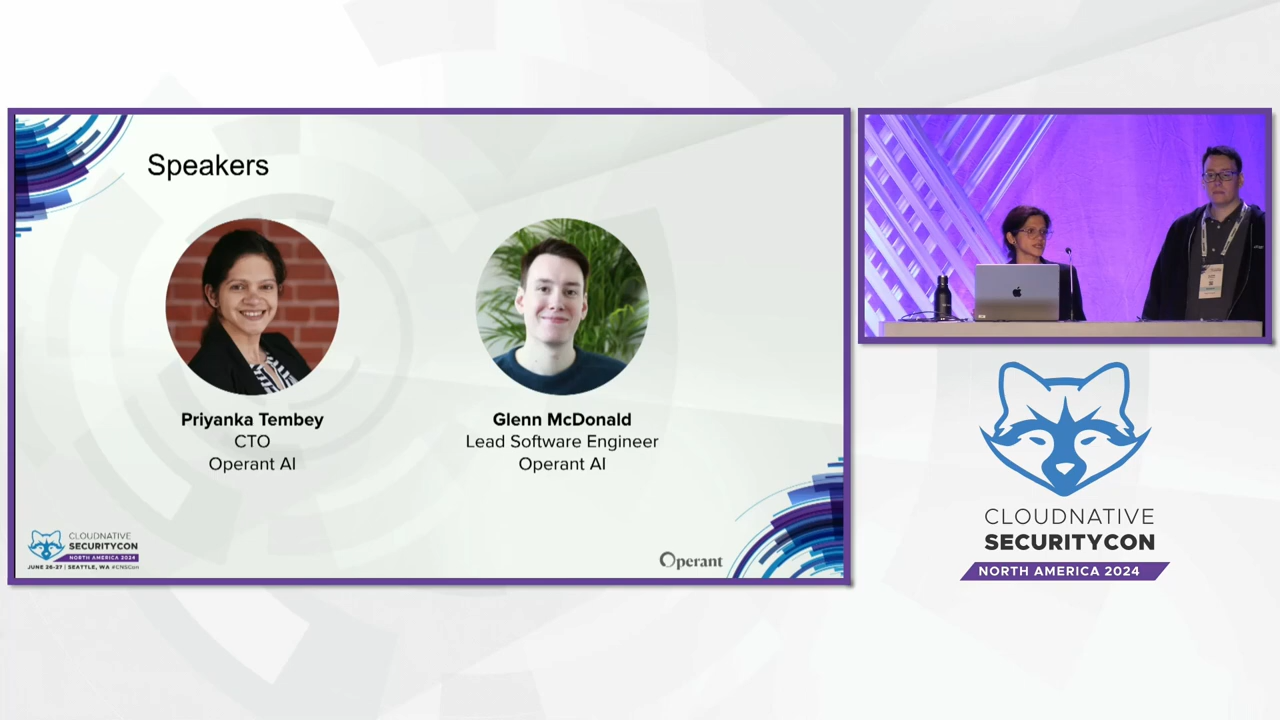 Speakers
Priyanka Tembey
CTO
Operant AI
Glenn McDonald
Lead Software Engineer
Operant AI
CLOUDNATIVE
SECURITYCON
NORTH AMERICA 2024
JUNE 26-27 | SEATTLE, WA #CNSCon
Operant
CLOUDNATIVE
SECURITYCON
NORTH AMERICA 2024